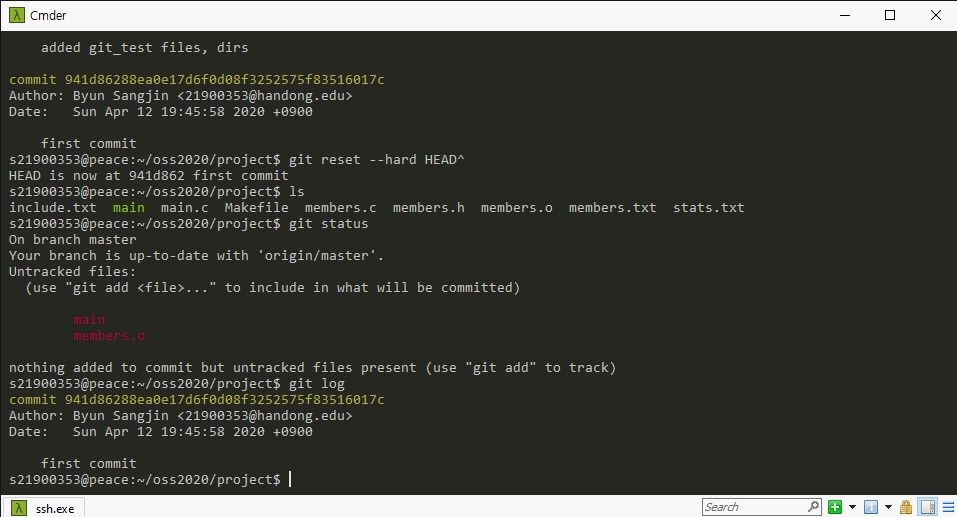 Cmder
    added git_test files, dirs
commit 941d86288ea0e17d6f0d08f3252575f83516017c
Author: Byun Sangjin <21900353@handong.edu>
Date:   Sun Apr 12 19:45:58 2020 +0900
    first commit
s21900353@peace:~/oss2020/project$ git reset --hard HEAD^
HEAD is now at 941d862 first commit
s21900353@peace:~/oss2020/project$ ls
include.txt  main  main.c  Makefile  members.c  members.h  members.o  members.txt  stats.txt
s21900353@peace:~/oss2020/project$ git status
On branch master
Your branch is up-to-date with 'origin/master'.
Untracked files:
  (use "git add <file>..." to include in what will be committed)
        main
        members.o
nothing added to commit but untracked files present (use "git add" to track)
s21900353@peace:~/oss2020/project$ git log
commit 941d86288ea0e17d6f0d08f3252575f83516017c
Author: Byun Sangjin <21900353@handong.edu>
Date:   Sun Apr 12 19:45:58 2020 +0900
    first commit
s21900353@peace:~/oss2020/project$
ssh.exe
Search